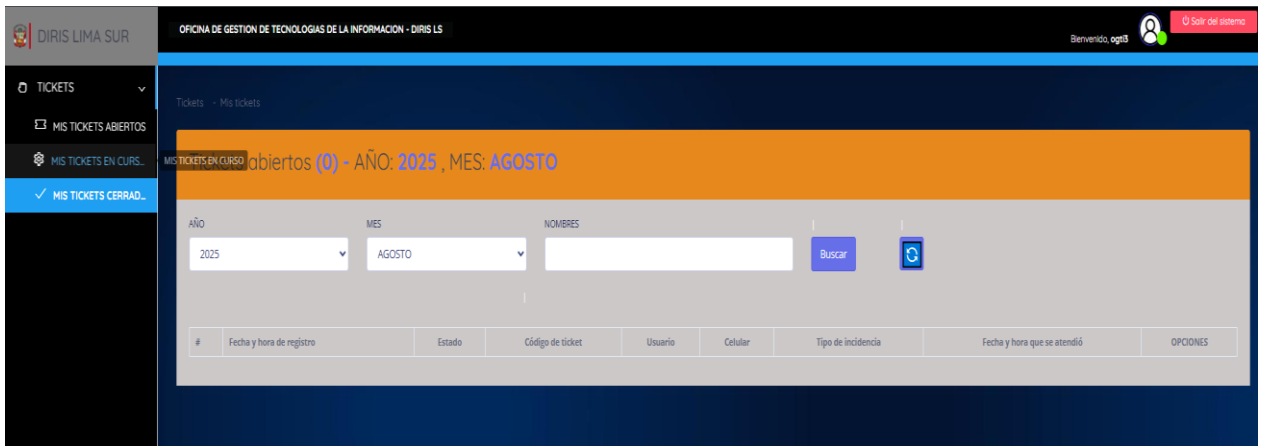 DIRIS LIMA SUR
OFICINA DE GESTION DE TECNOLOGIAS DE LA INFORMACION - DIRIS LS
Bienvenido, ogti3
Salir del sistema
TICKETS
MIS TICKETS ABIERTOS
MIS TICKETS EN CURS...
MIS TICKETS CERRAD...
MIS TICKETS EN CURSO
Tickets - Mis tickets
Tickets abiertos (0) - AÑO: 2025 , MES: AGOSTO
AÑO MES NOMBRES
2025 AGOSTO Buscar
# Fecha y hora de registro Estado Código de ticket Usuario Celular Tipo de incidencia Fecha y hora que se atendió OPCIONES